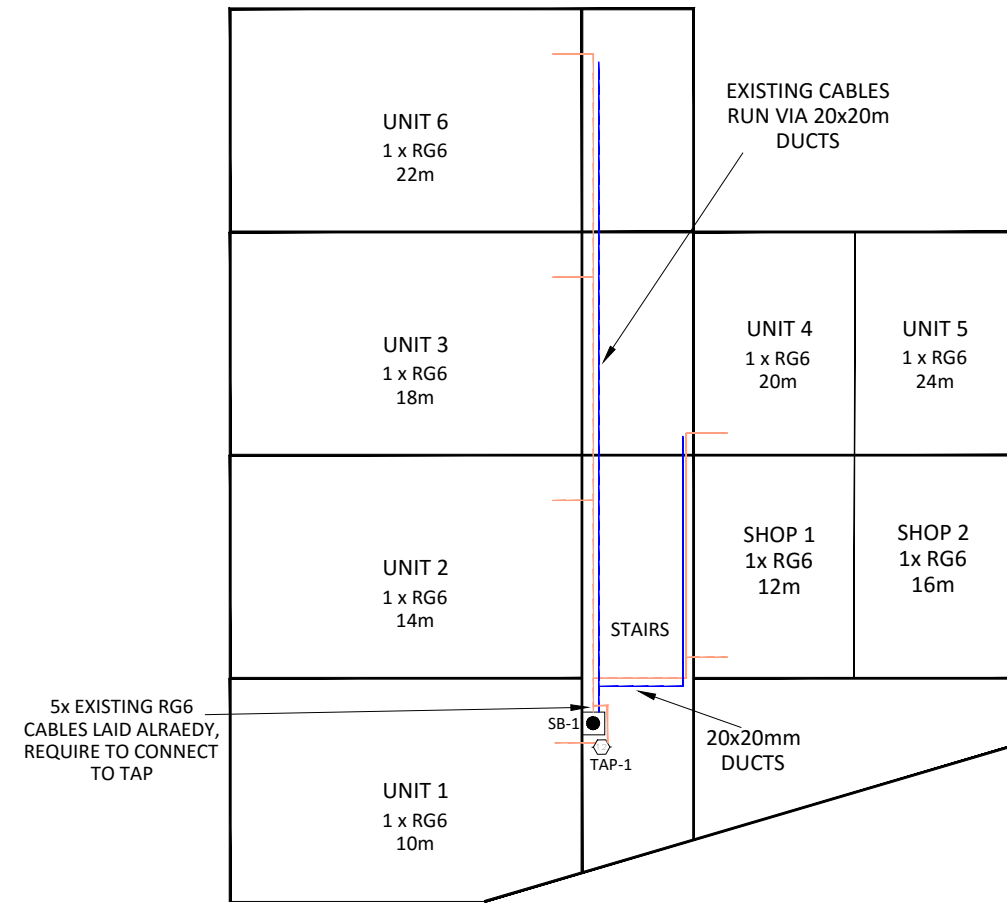 UNIT 6
1 x RG6
22m
EXISTING CABLES
RUN VIA 20x20m
DUCTS
UNIT 3
1 x RG6
18m
UNIT 4
1 x RG6
20m
UNIT 5
1 x RG6
24m
UNIT 2
1 x RG6
14m
SHOP 1
1x RG6
12m
SHOP 2
1x RG6
16m
STAIRS
5x EXISTING RG6
CABLES LAID ALRAEDY,
REQUIRE TO CONNECT
TO TAP
SB-1
TAP-1
20x20mm
DUCTS
UNIT 1
1 x RG6
10m